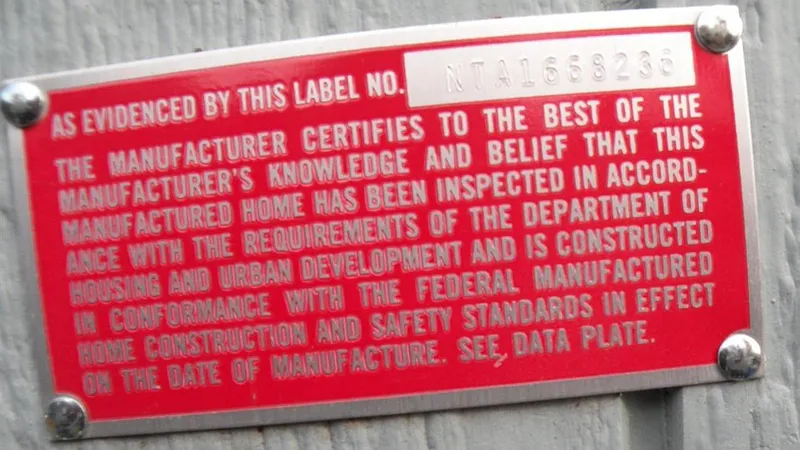 AS EVIDENCED BY THIS LABEL NO. NTA1668236
THE MANUFACTURER CERTIFIES TO THE BEST OF THE
MANUFACTURER'S KNOWLEDGE AND BELIEF THAT THIS
MANUFACTURED HOME HAS BEEN INSPECTED IN ACCORD-
ANCE WITH THE REQUIREMENTS OF THE DEPARTMENT OF
HOUSING AND URBAN DEVELOPMENT AND IS CONSTRUCTED
IN CONFORMANCE WITH THE FEDERAL MANUFACTURED
HOME CONSTRUCTION AND SAFETY STANDARDS IN EFFECT
ON THE DATE OF MANUFACTURE. SEE DATA PLATE.